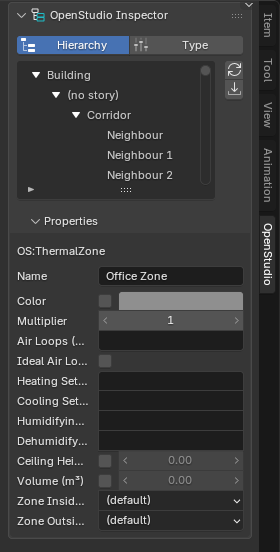 OpenStudio Inspector
Hierarchy Type
Building
(no story)
Corridor
Neighbour
Neighbour 1
Neighbour 2
Properties
OS:ThermalZone
Name Office Zone
Color
Multiplier 1
Air Loops (...
Ideal Air Lo...
Heating Set...
Cooling Set...
Humidifyin...
Dehumidify...
Ceiling Hei... 0.00
Volume (m³) 0.00
Zone Insid... (default)
Zone Outsi... (default)
Item
Tool
View
Animation
OpenStudio